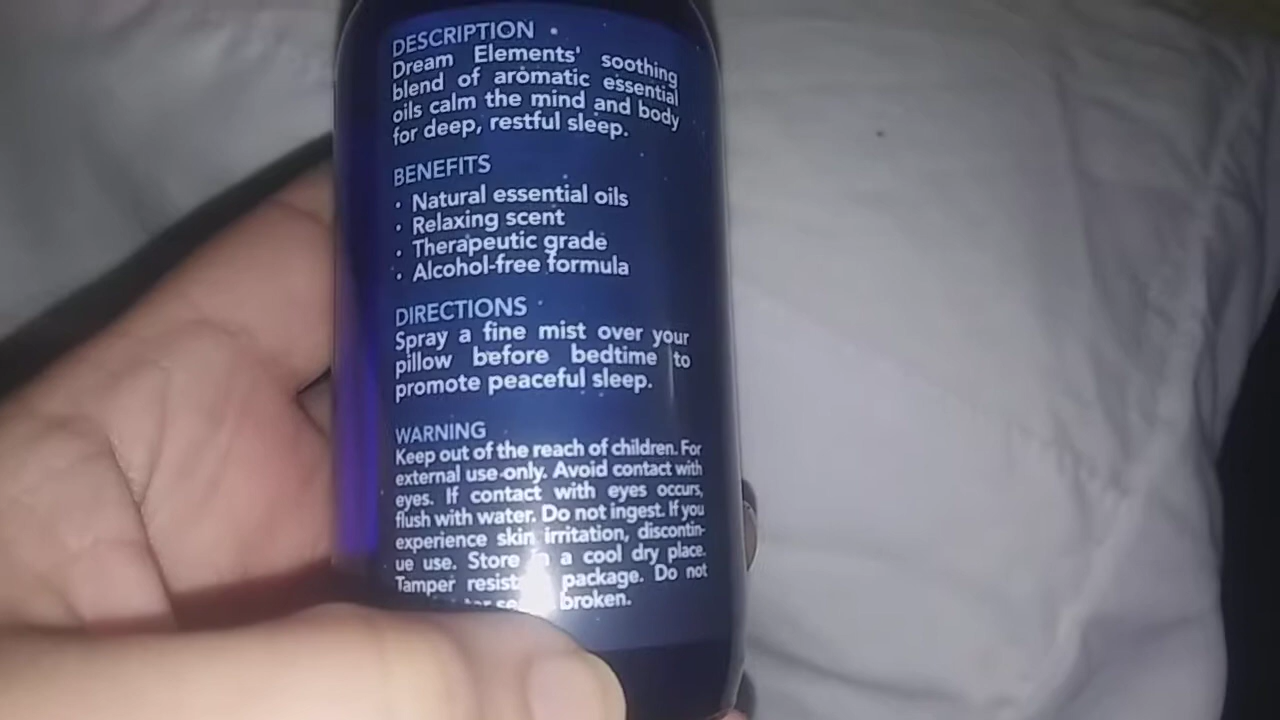 DESCRIPTION
Dream Elements' soothing
blend of aromatic essential
oils calm the mind and body
for deep, restful sleep.
BENEFITS
• Natural essential oils
• Relaxing scent
• Therapeutic grade
• Alcohol-free formula
DIRECTIONS
Spray a fine mist over your
pillow before bedtime to
promote peaceful sleep.
WARNING
Keep out of the reach of children. For
external use only. Avoid contact with
eyes. If contact with eyes occurs,
flush with water. Do not ingest. If you
experience skin irritation, discontin-
ue use. Store a cool dry place.
Tamper package. Do not
broken.